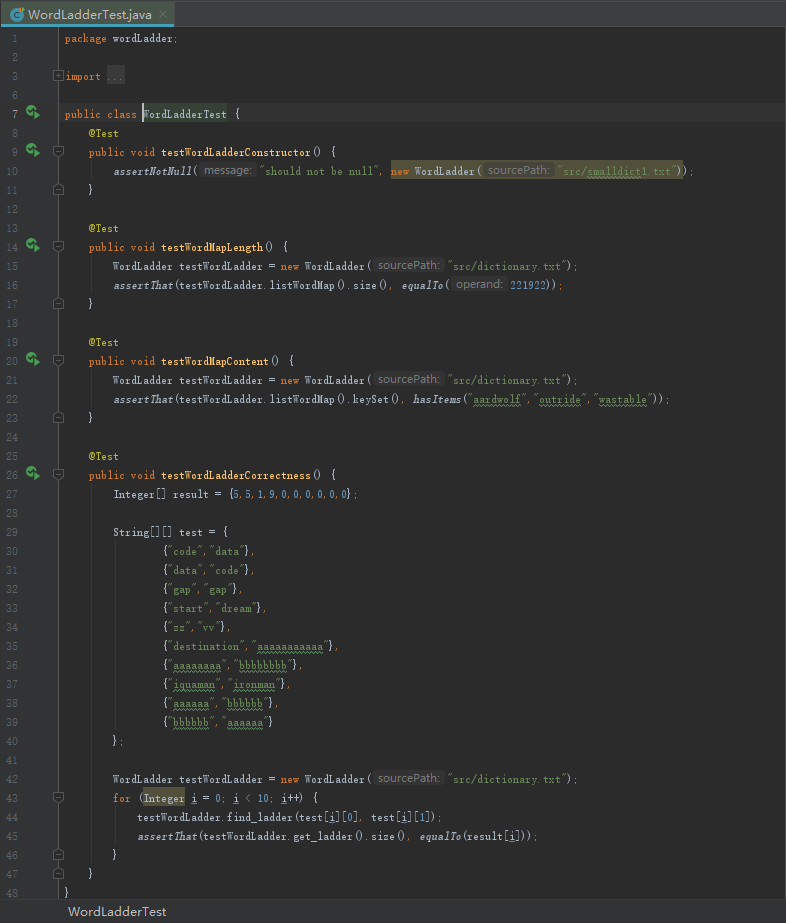 WordLadderTest.java
1 package wordLadder;
2
3 import ...
6
7 public class WordLadderTest {
8 @Test
9 public void testWordLadderConstructor() {
10 assertNotNull( message: "should not be null", new WordLadder( sourcePath: "src/smalldict1.txt"));
11 }
12
13 @Test
14 public void testWordMapLength() {
15 WordLadder testWordLadder = new WordLadder( sourcePath: "src/dictionary.txt");
16 assertThat(testWordLadder.listWordMap().size(), equalTo( operand: 221922));
17 }
18
19 @Test
20 public void testWordMapContent() {
21 WordLadder testWordLadder = new WordLadder( sourcePath: "src/dictionary.txt");
22 assertThat(testWordLadder.listWordMap().keySet(), hasItems("aardwolf","outride","wastable"));
23 }
24
25 @Test
26 public void testWordLadderCorrectness() {
27 Integer[] result = {5,5,1,9,0,0,0,0,0,0};
28
29 String[][] test = {
30 {"code","data"},
31 {"data","code"},
32 {"gap","gap"},
33 {"start","dream"},
34 {"zz","vv"},
35 {"destination","aaaaaaaaaaa"},
36 {"aaaaaaaa","bbbbbbbb"},
37 {"iquaman","ironman"},
38 {"aaaaaa","bbbbbb"},
39 {"bbbbbb","aaaaaa"}
40 };
41
42 WordLadder testWordLadder = new WordLadder( sourcePath: "src/dictionary.txt");
43 for (Integer i = 0; i < 10; i++) {
44 testWordLadder.find_ladder(test[i][0], test[i][1]);
45 assertThat(testWordLadder.get_ladder().size(), equalTo(result[i]));
46 }
47 }
48 }
WordLadderTest